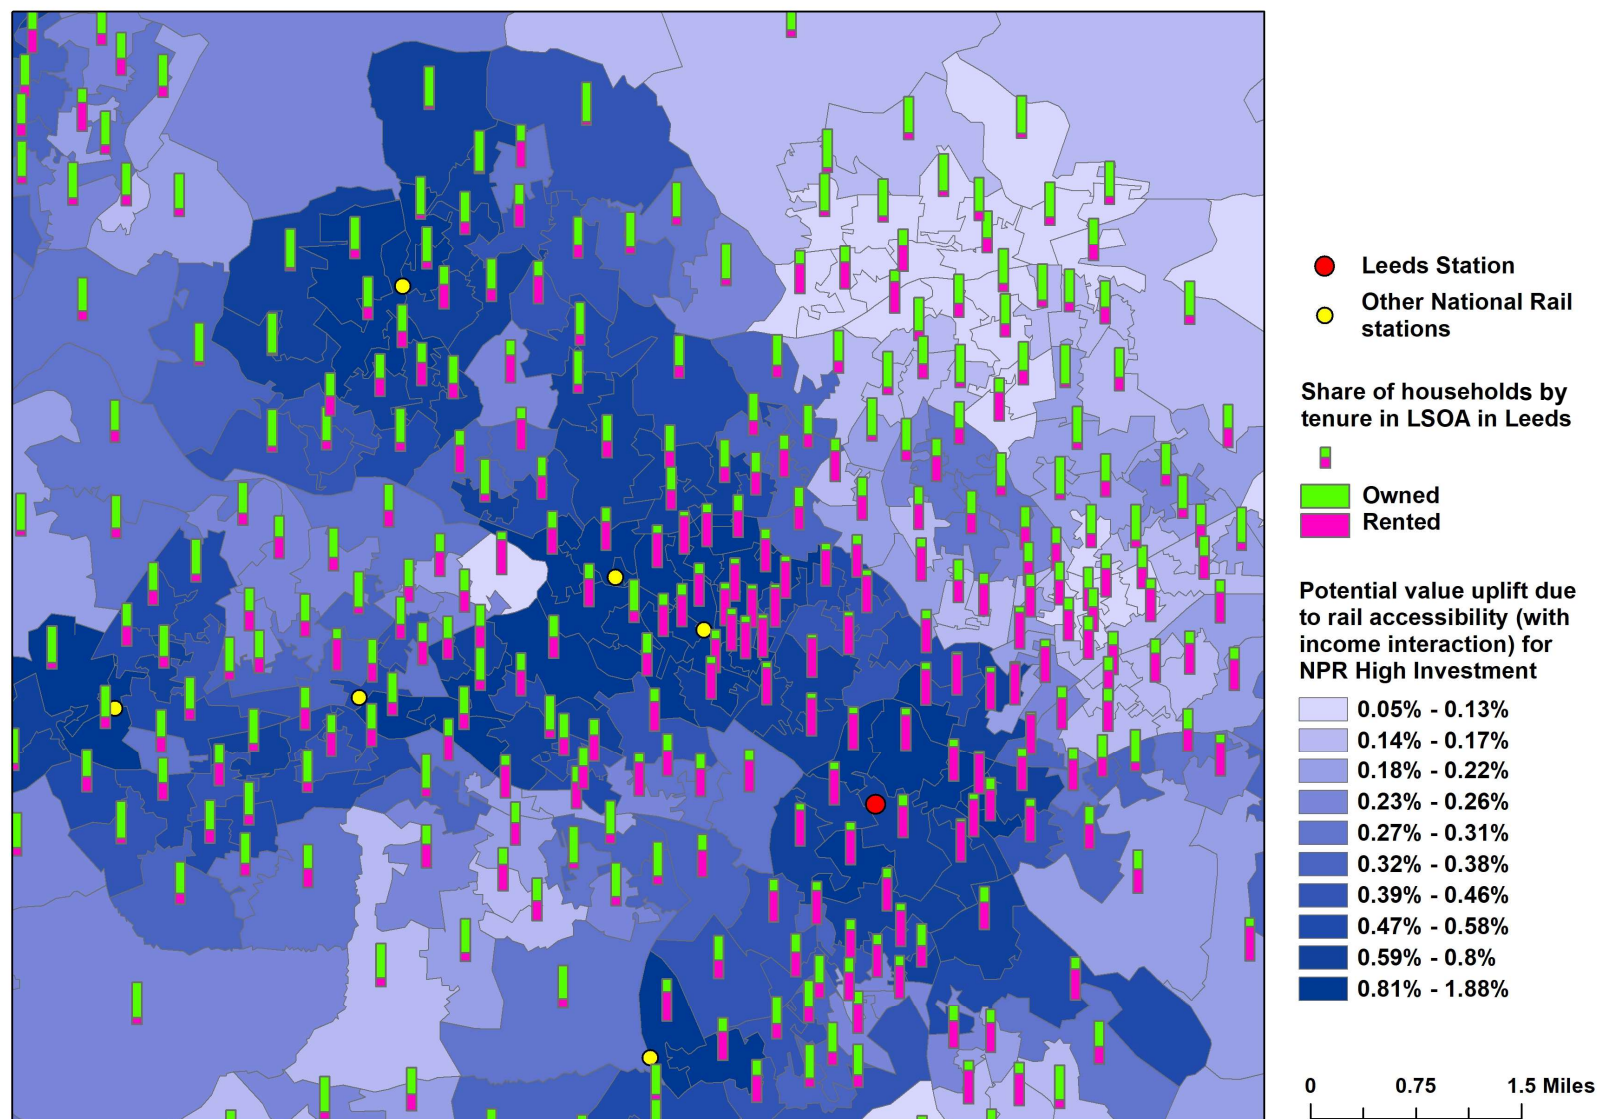 Leeds Station
Other National Rail
stations
Share of households by
tenure in LSOA in Leeds
Owned
Rented
Potential value uplift due
to rail accessibility (with
income interaction) for
NPR High Investment
0.05% - 0.13%
0.14% - 0.17%
0.18% - 0.22%
0.23% - 0.26%
0.27% - 0.31%
0.32% - 0.38%
0.39% - 0.46%
0.47% - 0.58%
0.59% - 0.8%
0.81% - 1.88%
0 0.75 1.5 Miles